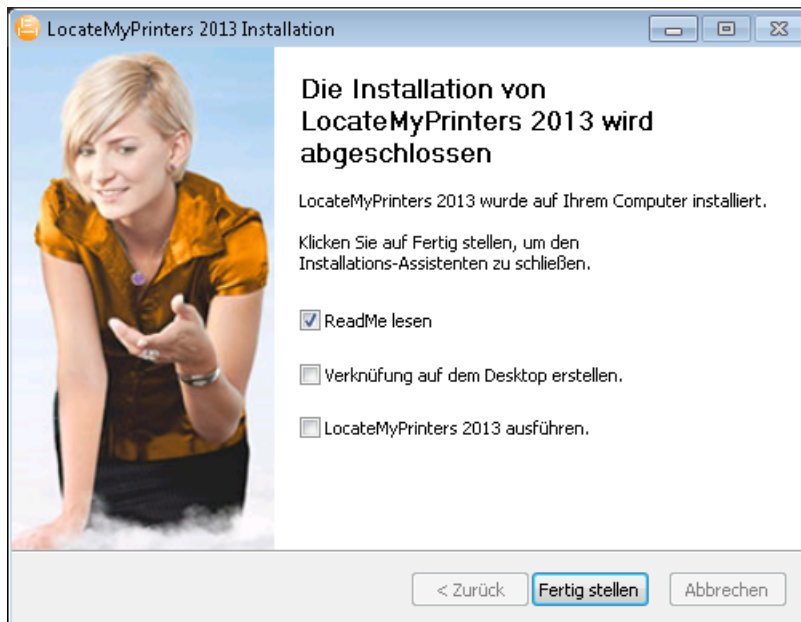 LocateMyPrinters 2013 Installation
Die Installation von
LocateMyPrinters 2013 wird
abgeschlossen
LocateMyPrinters 2013 wurde auf Ihrem Computer installiert.
Klicken Sie auf Fertig stellen, um den
Installations-Assistenten zu schließen.
ReadMe lesen
Verknüfung auf dem Desktop erstellen.
LocateMyPrinters 2013 ausführen.
< Zurück
Fertig stellen
Abbrechen